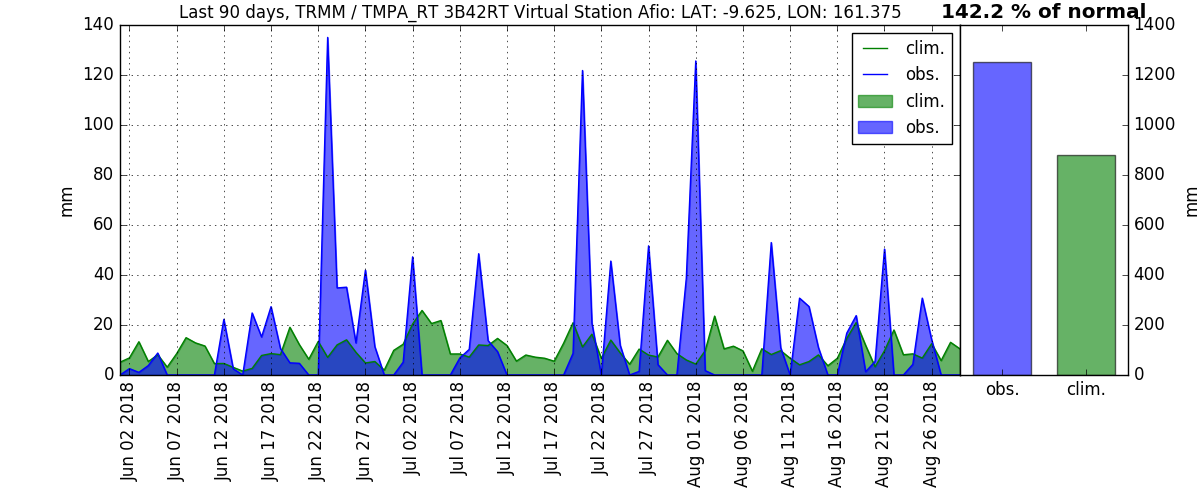 Last 90 days, TRMM / TMPA_RT 3B42RT Virtual Station Afio: LAT: -9.625, LON: 161.375
142.2 % of normal
140
120
100
80
60
40
20
0
mm
clim.
obs.
clim.
obs.
1400
1200
1000
800
600
400
200
0
mm
obs.
clim.
Jun 02 2018
Jun 07 2018
Jun 12 2018
Jun 17 2018
Jun 22 2018
Jun 27 2018
Jul 02 2018
Jul 07 2018
Jul 12 2018
Jul 17 2018
Jul 22 2018
Jul 27 2018
Aug 01 2018
Aug 06 2018
Aug 11 2018
Aug 16 2018
Aug 21 2018
Aug 26 2018